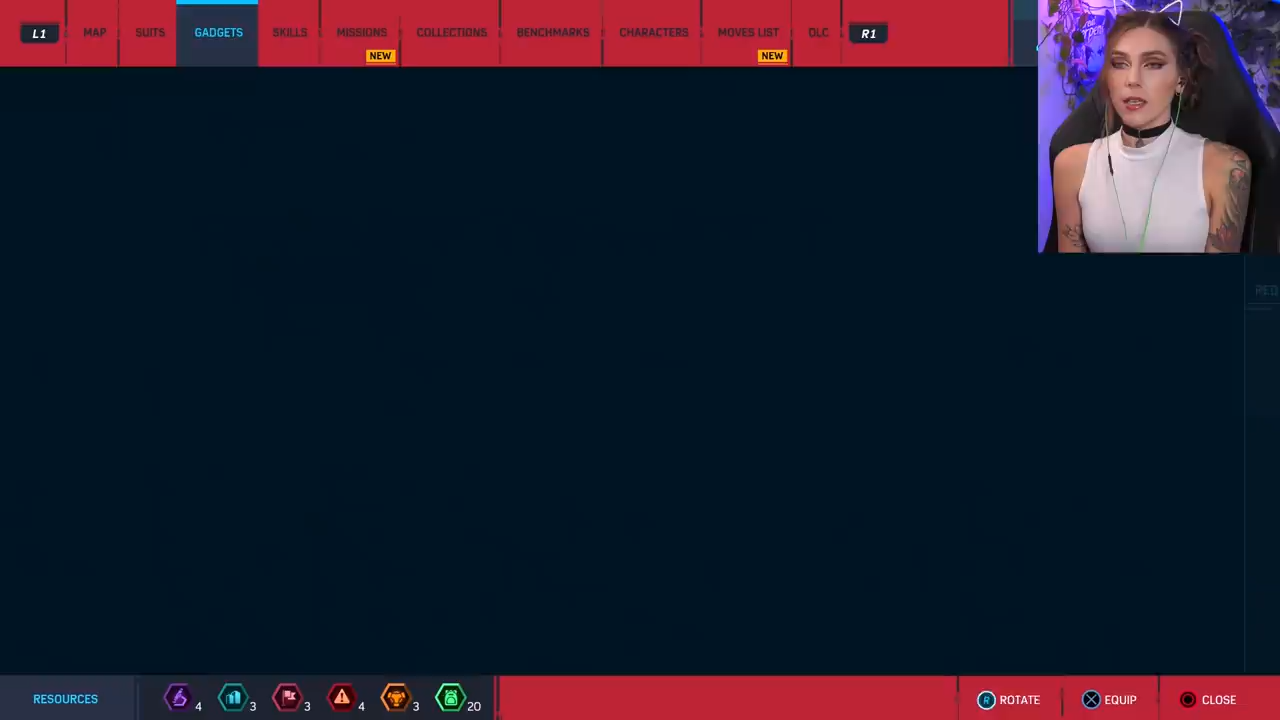 L1 MAP SUITS GADGETS SKILLS MISSIONS COLLECTIONS BENCHMARKS CHARACTERS MOVES LIST DLC R1
NEW NEW
RESOURCES 4 3 3 4 3 20 R ROTATE EQUIP CLOSE